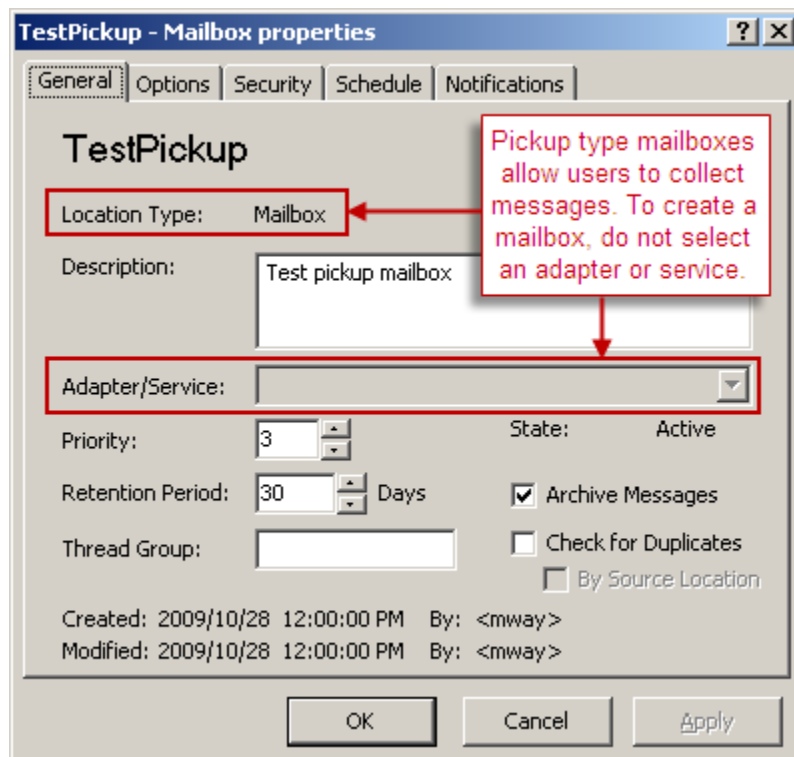 TestPickup - Mailbox properties
General
Options
Security
Schedule
Notifications
TestPickup
Pickup type mailboxes
allow users to collect
messages. To create a
mailbox, do not select
an adapter or service.
Location Type: Mailbox
Description: Test pickup mailbox
Adapter/Service:
Priority: 3
State: Active
Retention Period: 30 Days
Archive Messages
Thread Group:
Check for Duplicates
By Source Location
Created: 2009/10/28 12:00:00 PM By: <mway>
Modified: 2009/10/28 12:00:00 PM By: <mway>
OK
Cancel
Apply